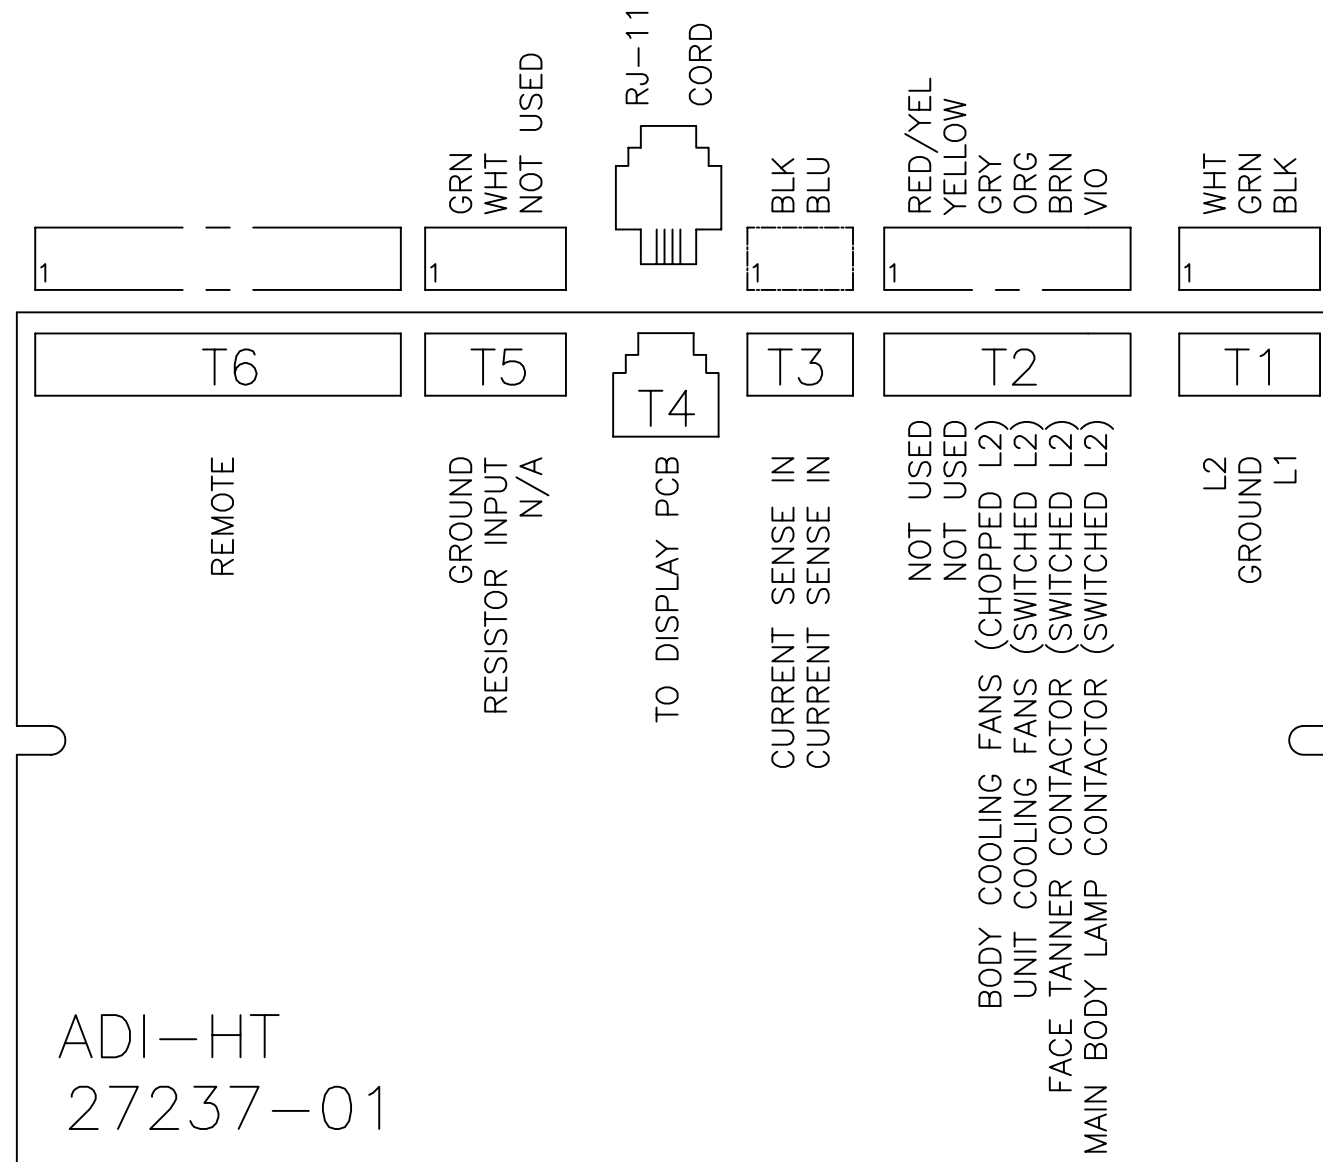 GRN
WHT
NOT USED
RJ-11
CORD
BLK
BLU
RED/YEL
YELLOW
GRY
ORG
BRN
VIO
WHT
GRN
BLK
1
1
1
1
1
T6
T5
T4
T3
T2
T1
REMOTE
GROUND
RESISTOR INPUT
N/A
TO DISPLAY PCB
CURRENT SENSE IN
CURRENT SENSE IN
NOT USED
NOT USED
BODY COOLING FANS (CHOPPED L2)
UNIT COOLING FANS (SWITCHED L2)
FACE TANNER CONTACTOR (SWITCHED L2)
MAIN BODY LAMP CONTACTOR (SWITCHED L2)
L2
GROUND
L1
ADI-HT
27237-01